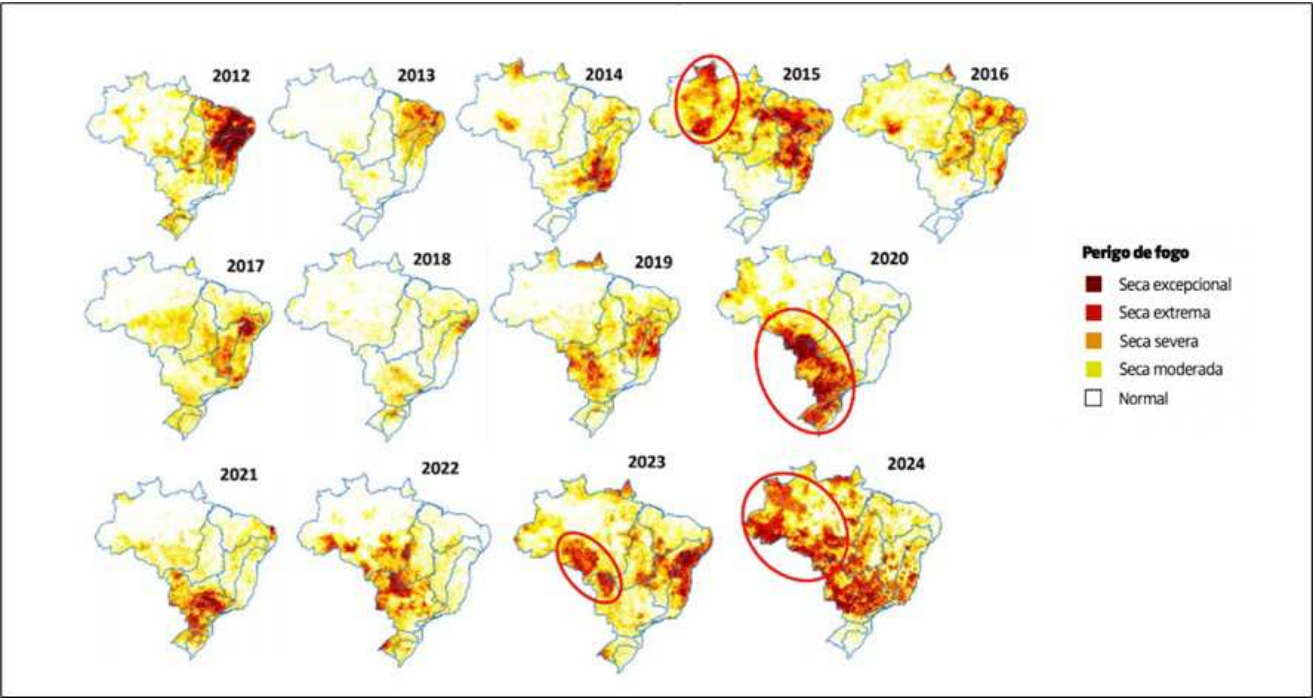 2012
2013
2014
2015
2016
2017
2018
2019
2020
Perigo de fogo
Seca excepcional
Seca extrema
Seca severa
Seca moderada
Normal
2021
2022
2023
2024